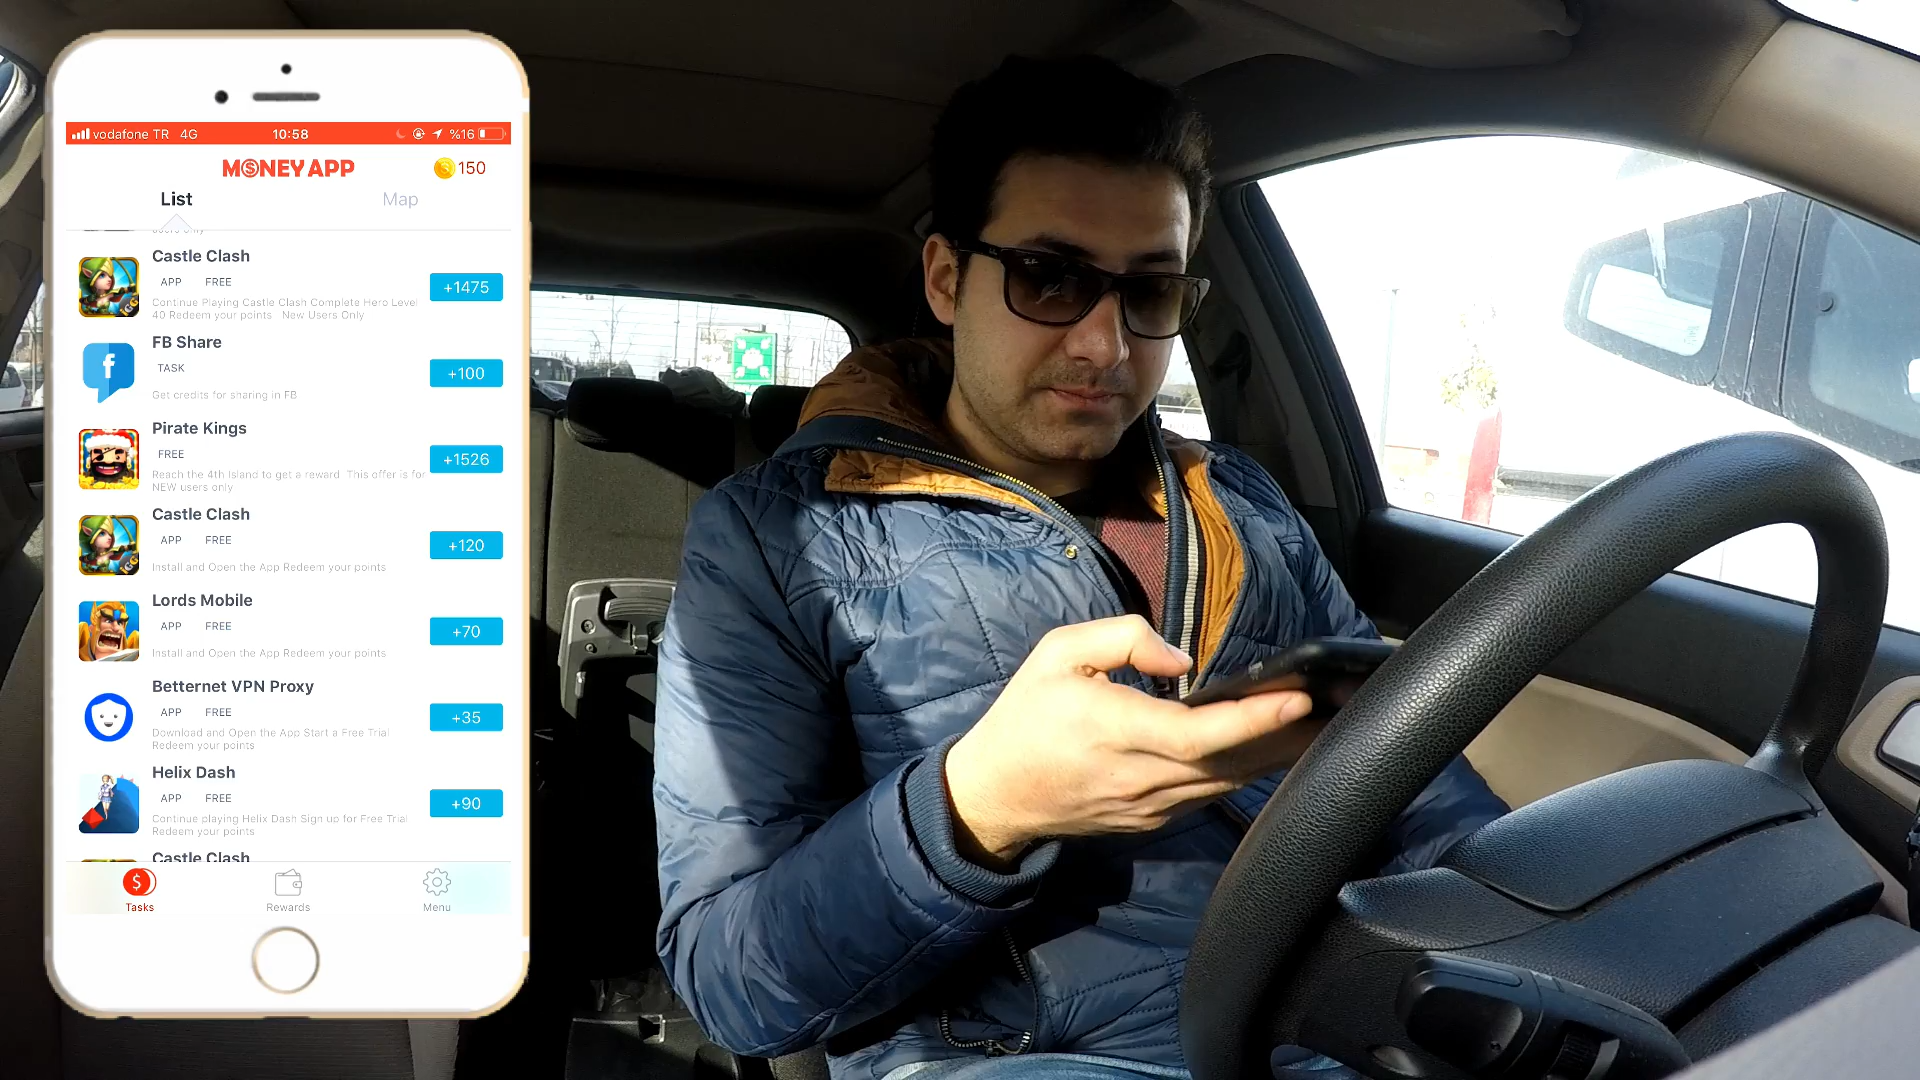 vodafone TR 4G 10:58 %16
MONEY APP 150
List Map
Users Only
Castle Clash
APP FREE
+1475
Continue Playing Castle Clash Complete Hero Level
40 Redeem your points New Users Only
FB Share
TASK
+100
Get credits for sharing in FB
Pirate Kings
FREE
+1526
Reach the 4th Island to get a reward This offer is for
NEW users only
Castle Clash
APP FREE
+120
Install and Open the App Redeem your points
Lords Mobile
APP FREE
+70
Install and Open the App Redeem your points
Betternet VPN Proxy
APP FREE
+35
Download and Open the App Start a Free Trial
Redeem your points
Helix Dash
APP FREE
+90
Continue playing Helix Dash Sign up for Free Trial
Redeem your points
Castle Clash
Tasks Rewards Menu